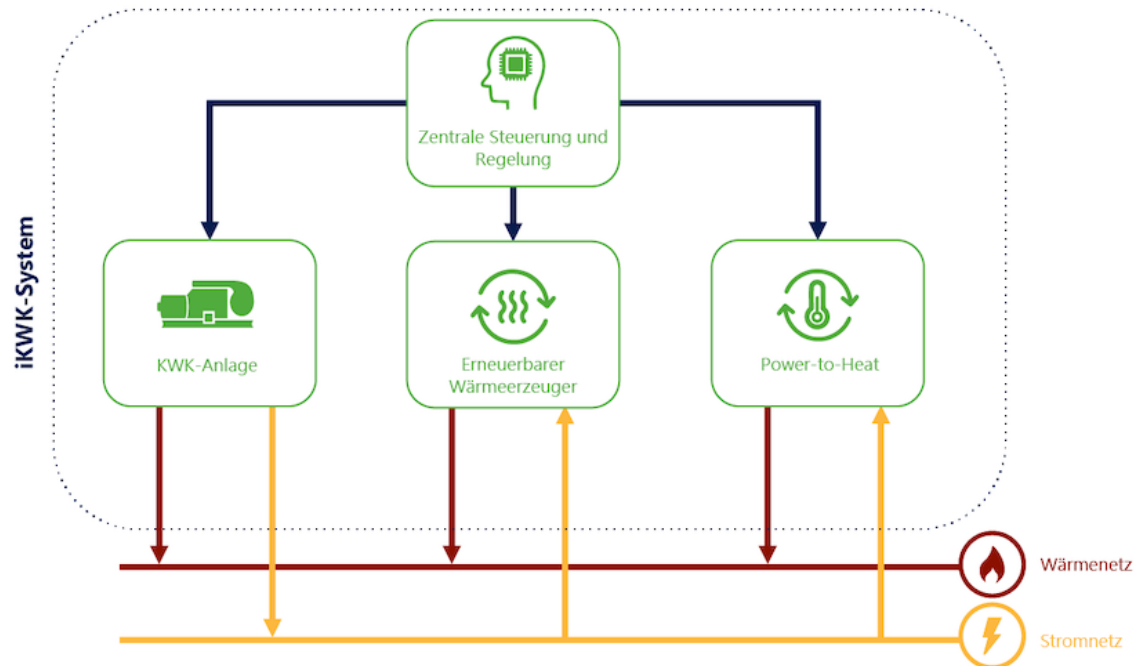 iKWK-System
Zentrale Steuerung und
Regelung
KWK-Anlage
Erneuerbarer
Wärmeerzeuger
Power-to-Heat
Wärmenetz
Stromnetz